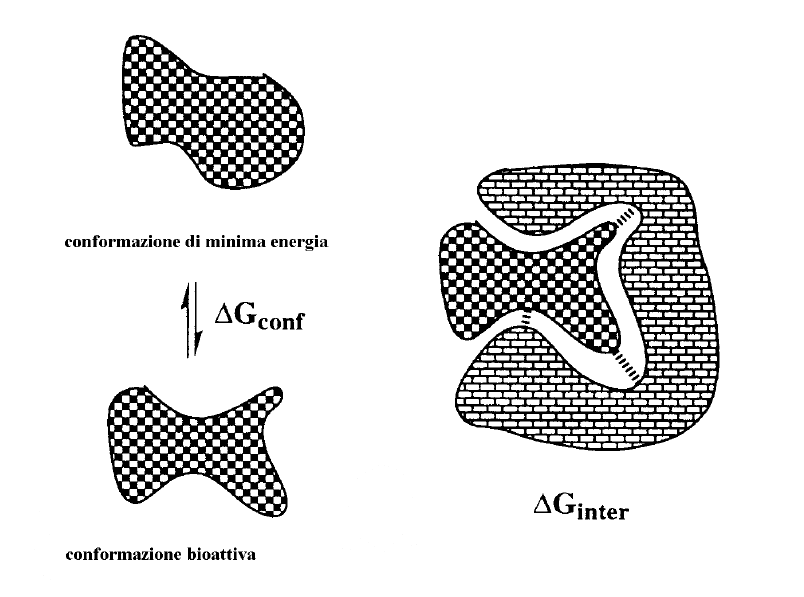 conformazione di minima energia
ΔGconf
conformazione bioattiva
ΔGinter